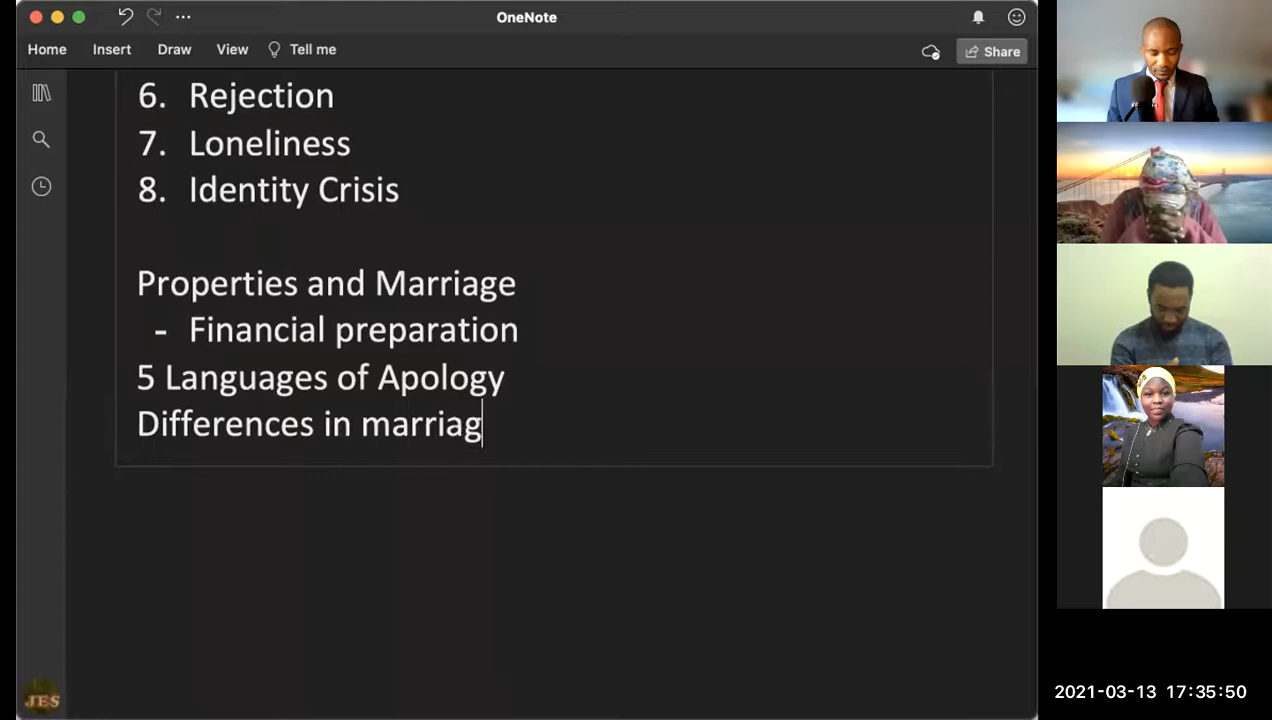 OneNote
Home Insert Draw View Tell me Share
6. Rejection
7. Loneliness
8. Identity Crisis
Properties and Marriage
- Financial preparation
5 Languages of Apology
Differences in marriag
JES
2021-03-13 17:35:50